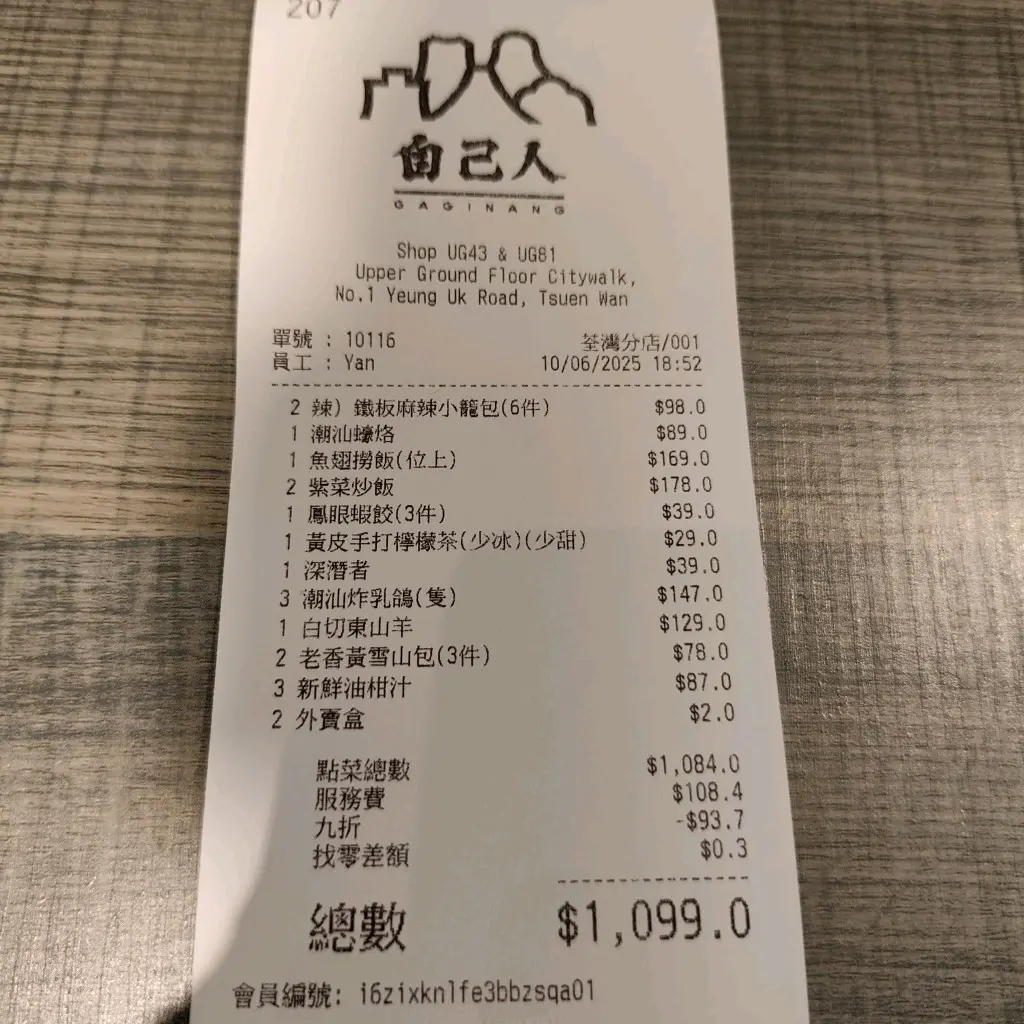 207
自己人
GAGINANG
Shop UG43 & UG81
Upper Ground Floor Citywalk,
No.1 Yeung Uk Road, Tsuen Wan
單號 : 10116 荃灣分店/001
員工 : Yan 10/06/2025 18:52
2 辣) 鐵板麻辣小籠包(6件) $98.0
1 潮汕蠔烙 $89.0
1 魚翅撈飯(位上) $169.0
2 紫菜炒飯 $178.0
1 鳳眼蝦餃(3件) $39.0
1 黃皮手打檸檬茶(少冰)(少甜) $29.0
1 深潛者 $39.0
3 潮汕炸乳鴿(隻) $147.0
1 白切東山羊 $129.0
2 老香黃雪山包(3件) $78.0
3 新鮮油柑汁 $87.0
2 外賣盒 $2.0
點菜總數 $1,084.0
服務費 $108.4
九折 -$93.7
找零差額 $0.3
總數 $1,099.0
會員編號: i6zixknlfe3bbzsqa01